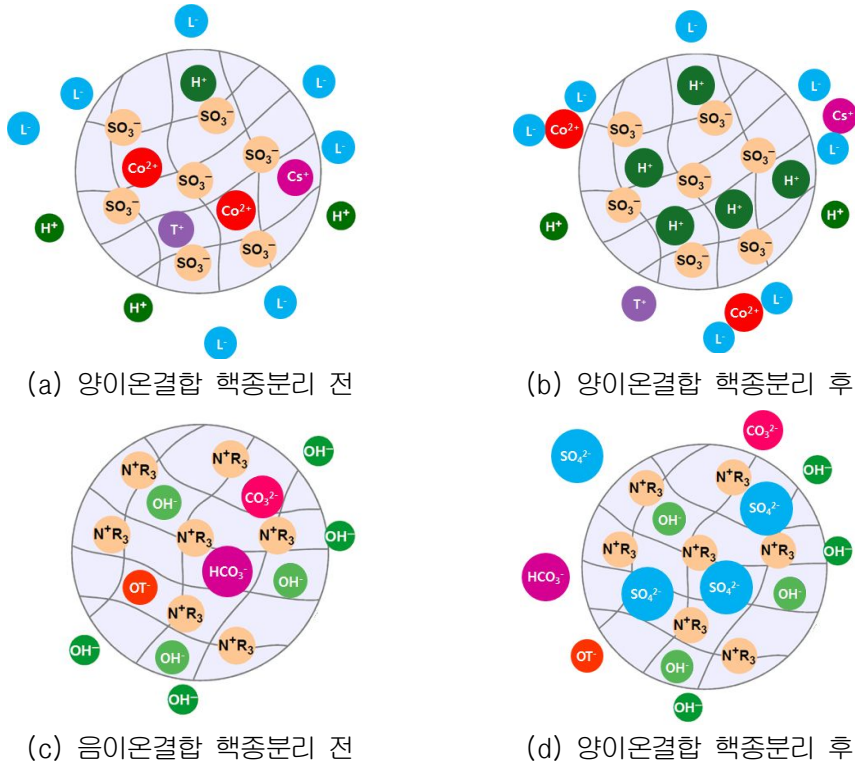 L⁻
L⁻
H⁺
L⁻
L⁻
SO₃⁻
SO₃⁻
L⁻
SO₃⁻
Co²⁺
SO₃⁻
Cs⁺
SO₃⁻
Co²⁺
H⁺
H⁺
T⁺
SO₃⁻
SO₃⁻
L⁻
H⁺
L⁻
(a) 양이온결합 핵종분리 전
L⁻
H⁺
L⁻
L⁻
SO₃⁻
Cs⁺
L⁻
Co²⁺
SO₃⁻
L⁻
SO₃⁻
H⁺
SO₃⁻
H⁺
SO₃⁻
H⁺
H⁺
H⁺
SO₃⁻
SO₃⁻
T⁺
L⁻
Co²⁺
L⁻
(b) 양이온결합 핵종분리 후
OH⁻
N⁺R₃
N⁺R₃
OH⁻
CO₃²⁻
N⁺R₃
N⁺R₃
N⁺R₃
OH⁻
HCO₃⁻
OH⁻
OT⁻
N⁺R₃
N⁺R₃
OH⁻
OH⁻
OH⁻
(c) 음이온결합 핵종분리 전
CO₃²⁻
SO₄²⁻
OH⁻
N⁺R₃
N⁺R₃
SO₄²⁻
OH⁻
N⁺R₃
N⁺R₃
N⁺R₃
OH⁻
HCO₃⁻
SO₄²⁻
SO₄²⁻
OH⁻
N⁺R₃
OT⁻
OH⁻
N⁺R₃
OH⁻
(d) 양이온결합 핵종분리 후